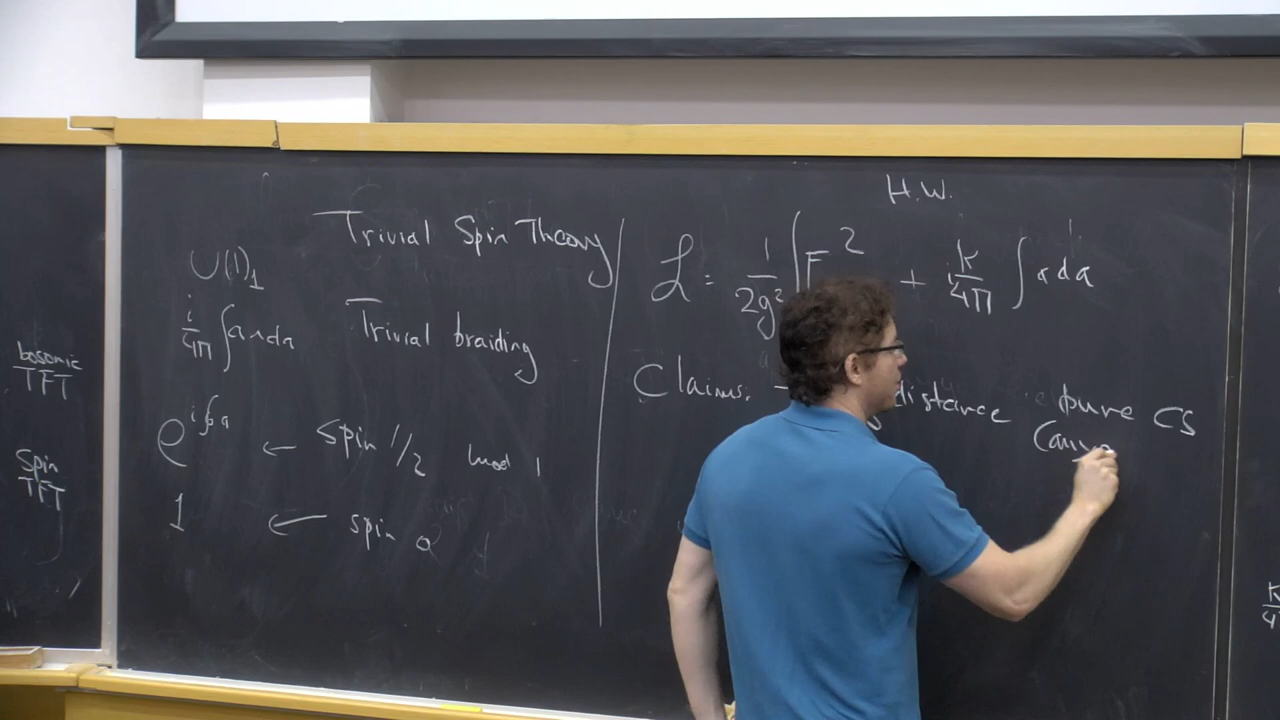 bosonic
TFT
Spin
TFT
Trivial Spin Theory
U(1)₁
i/4π ∫ a∧da Trivial braiding
e^{i∮a} ← Spin 1/2 mod 1
1 ← spin 0
H.W.
ℒ = 1/2g² ∫F² + ik/4π ∫ada
Claims: distance pure CS